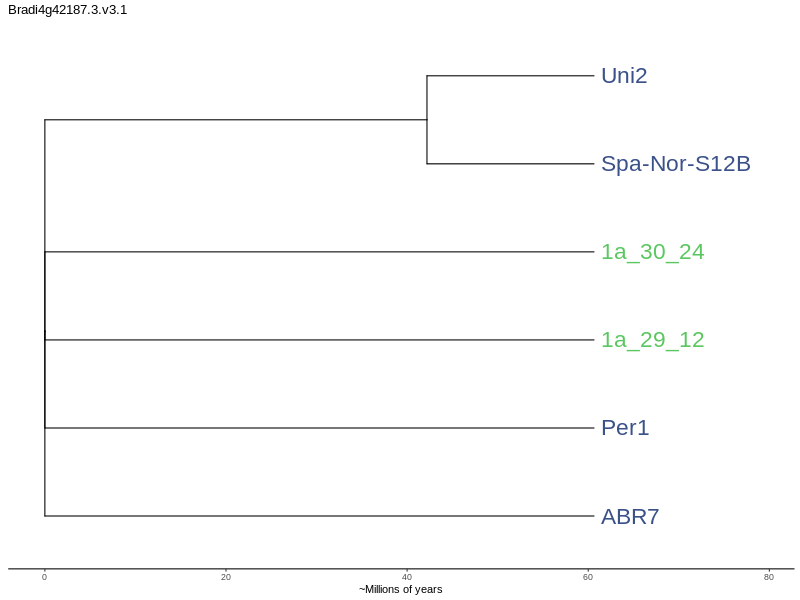 Bradi4g42187.3.v3.1
Uni2
Spa-Nor-S12B
1a_30_24
1a_29_12
Per1
ABR7
0 20 40 60 80
~Millions of years